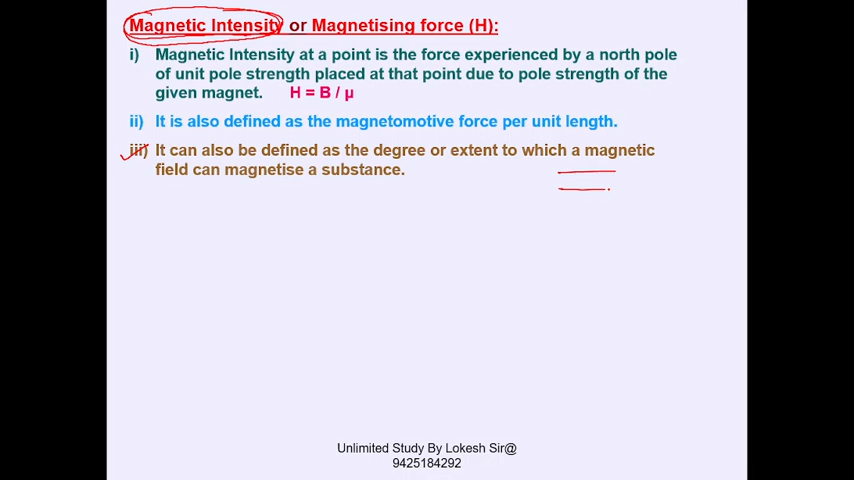 Magnetic Intensity or Magnetising force (H):
i) Magnetic Intensity at a point is the force experienced by a north pole
of unit pole strength placed at that point due to pole strength of the
given magnet. H = B / μ
ii) It is also defined as the magnetomotive force per unit length.
iii) It can also be defined as the degree or extent to which a magnetic
field can magnetise a substance.
Unlimited Study By Lokesh Sir@
9425184292